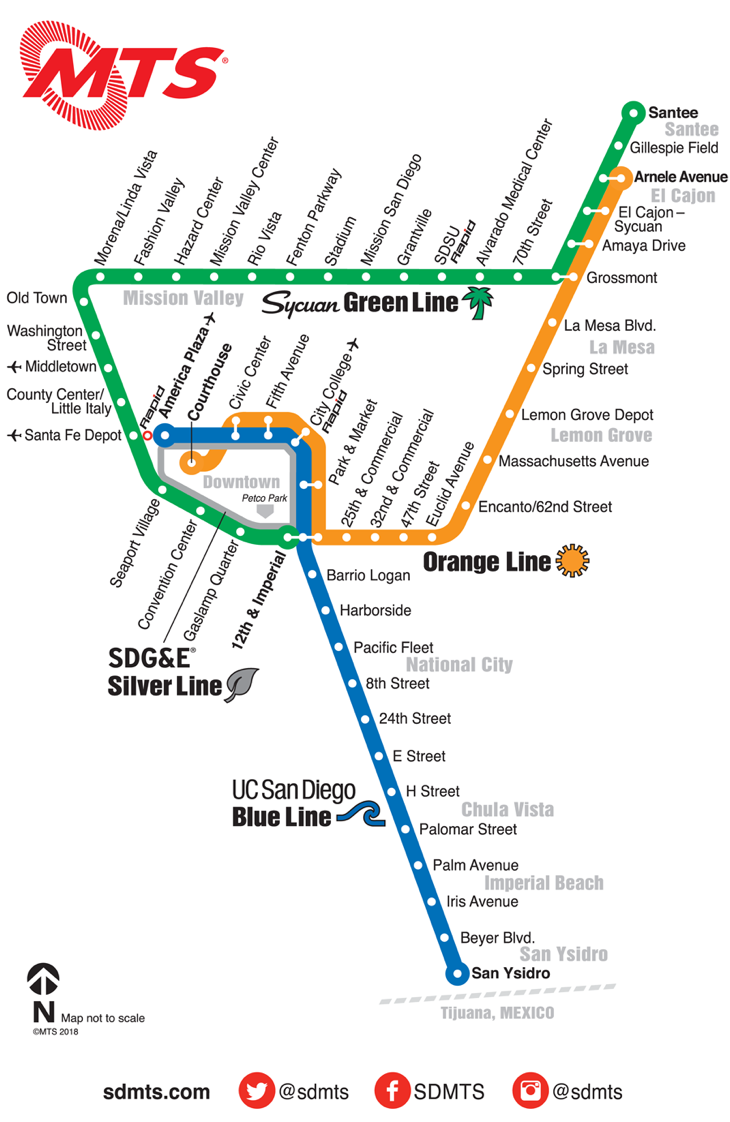 MTS®
Santee
Santee
Gillespie Field
Arnele Avenue
El Cajon
El Cajon –
Sycuan
Amaya Drive
Grossmont
Morena/Linda Vista
Fashion Valley
Hazard Center
Mission Valley Center
Rio Vista
Fenton Parkway
Stadium
Mission San Diego
Grantville
SDSU
Rapid
Alvarado Medical Center
70th Street
Old Town
Mission Valley
Sycuan Green Line
Washington
Street
Middletown
County Center/
Little Italy
Santa Fe Depot
Rapid
America Plaza
Courthouse
Civic Center
Fifth Avenue
City College
Rapid
Park & Market
25th & Commercial
32nd & Commercial
47th Street
Euclid Avenue
La Mesa Blvd.
La Mesa
Spring Street
Lemon Grove Depot
Lemon Grove
Massachusetts Avenue
Encanto/62nd Street
Downtown
Petco Park
Orange Line
Seaport Village
Convention Center
Gaslamp Quarter
12th & Imperial
SDG&E®
Silver Line
Barrio Logan
Harborside
Pacific Fleet
National City
8th Street
24th Street
E Street
H Street
UC San Diego
Blue Line
Chula Vista
Palomar Street
Palm Avenue
Imperial Beach
Iris Avenue
Beyer Blvd.
San Ysidro
San Ysidro
Tijuana, MEXICO
N Map not to scale
©MTS 2018
sdmts.com @sdmts SDMTS @sdmts